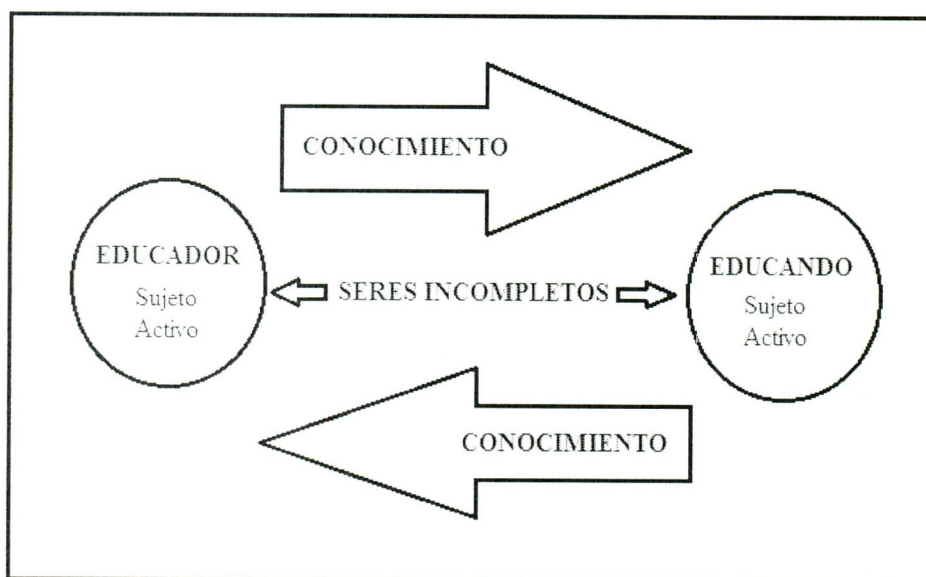 CONOCIMIENTO
EDUCADOR
Sujeto
Activo
SERES INCOMPLETOS
EDUCANDO
Sujeto
Activo
CONOCIMIENTO